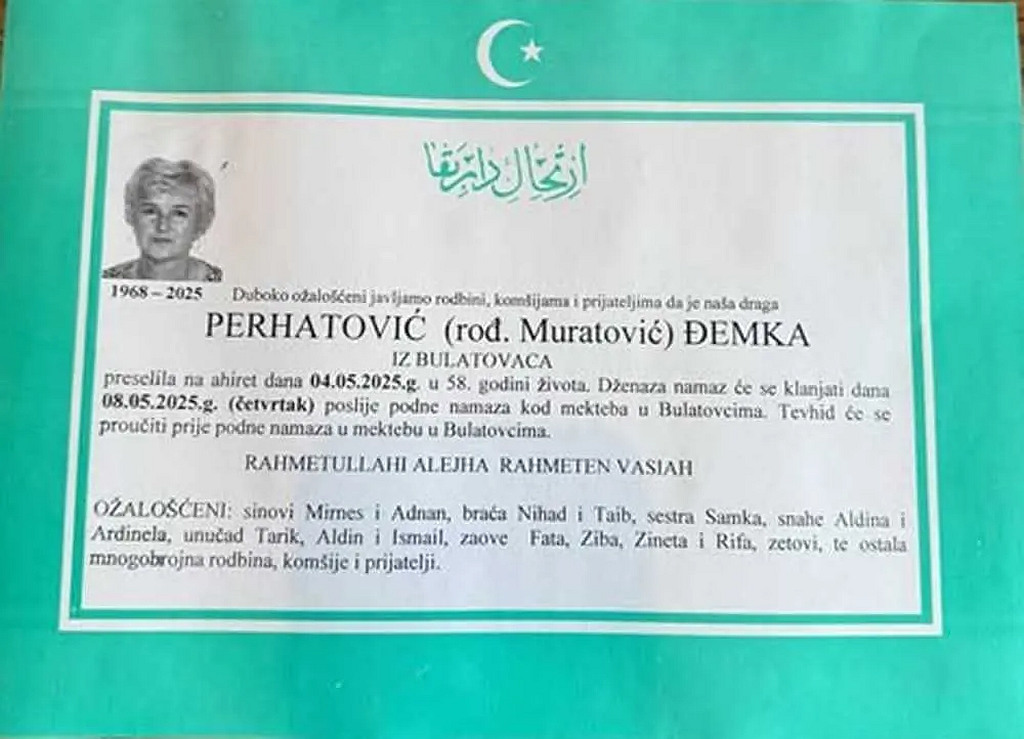 ارتحال دار بقا
1968 – 2025
Duboko ožalošćeni javljamo rodbini, komšijama i prijateljima da je naša draga
PERHATOVIĆ (rođ. Muratović) ĐEMKA
IZ BULATOVACA
preselila na ahiret dana 04.05.2025.g. u 58. godini života. Dženaza namaz će se klanjati dana
08.05.2025.g. (četvrtak) poslije podne namaza kod mekteba u Bulatovcima. Tevhid će se
proučiti prije podne namaza u mektebu u Bulatovcima.
RAHMETULLAHI ALEJHA RAHMETEN VASIAH
OŽALOŠĆENI: sinovi Mirnes i Adnan, braća Nihad i Taib, sestra Samka, snahe Aldina i
Ardinela, unučad Tarik, Aldin i Ismail, zaove Fata, Ziba, Zineta i Rifa, zetovi, te ostala
mnogobrojna rodbina, komšije i prijatelji.